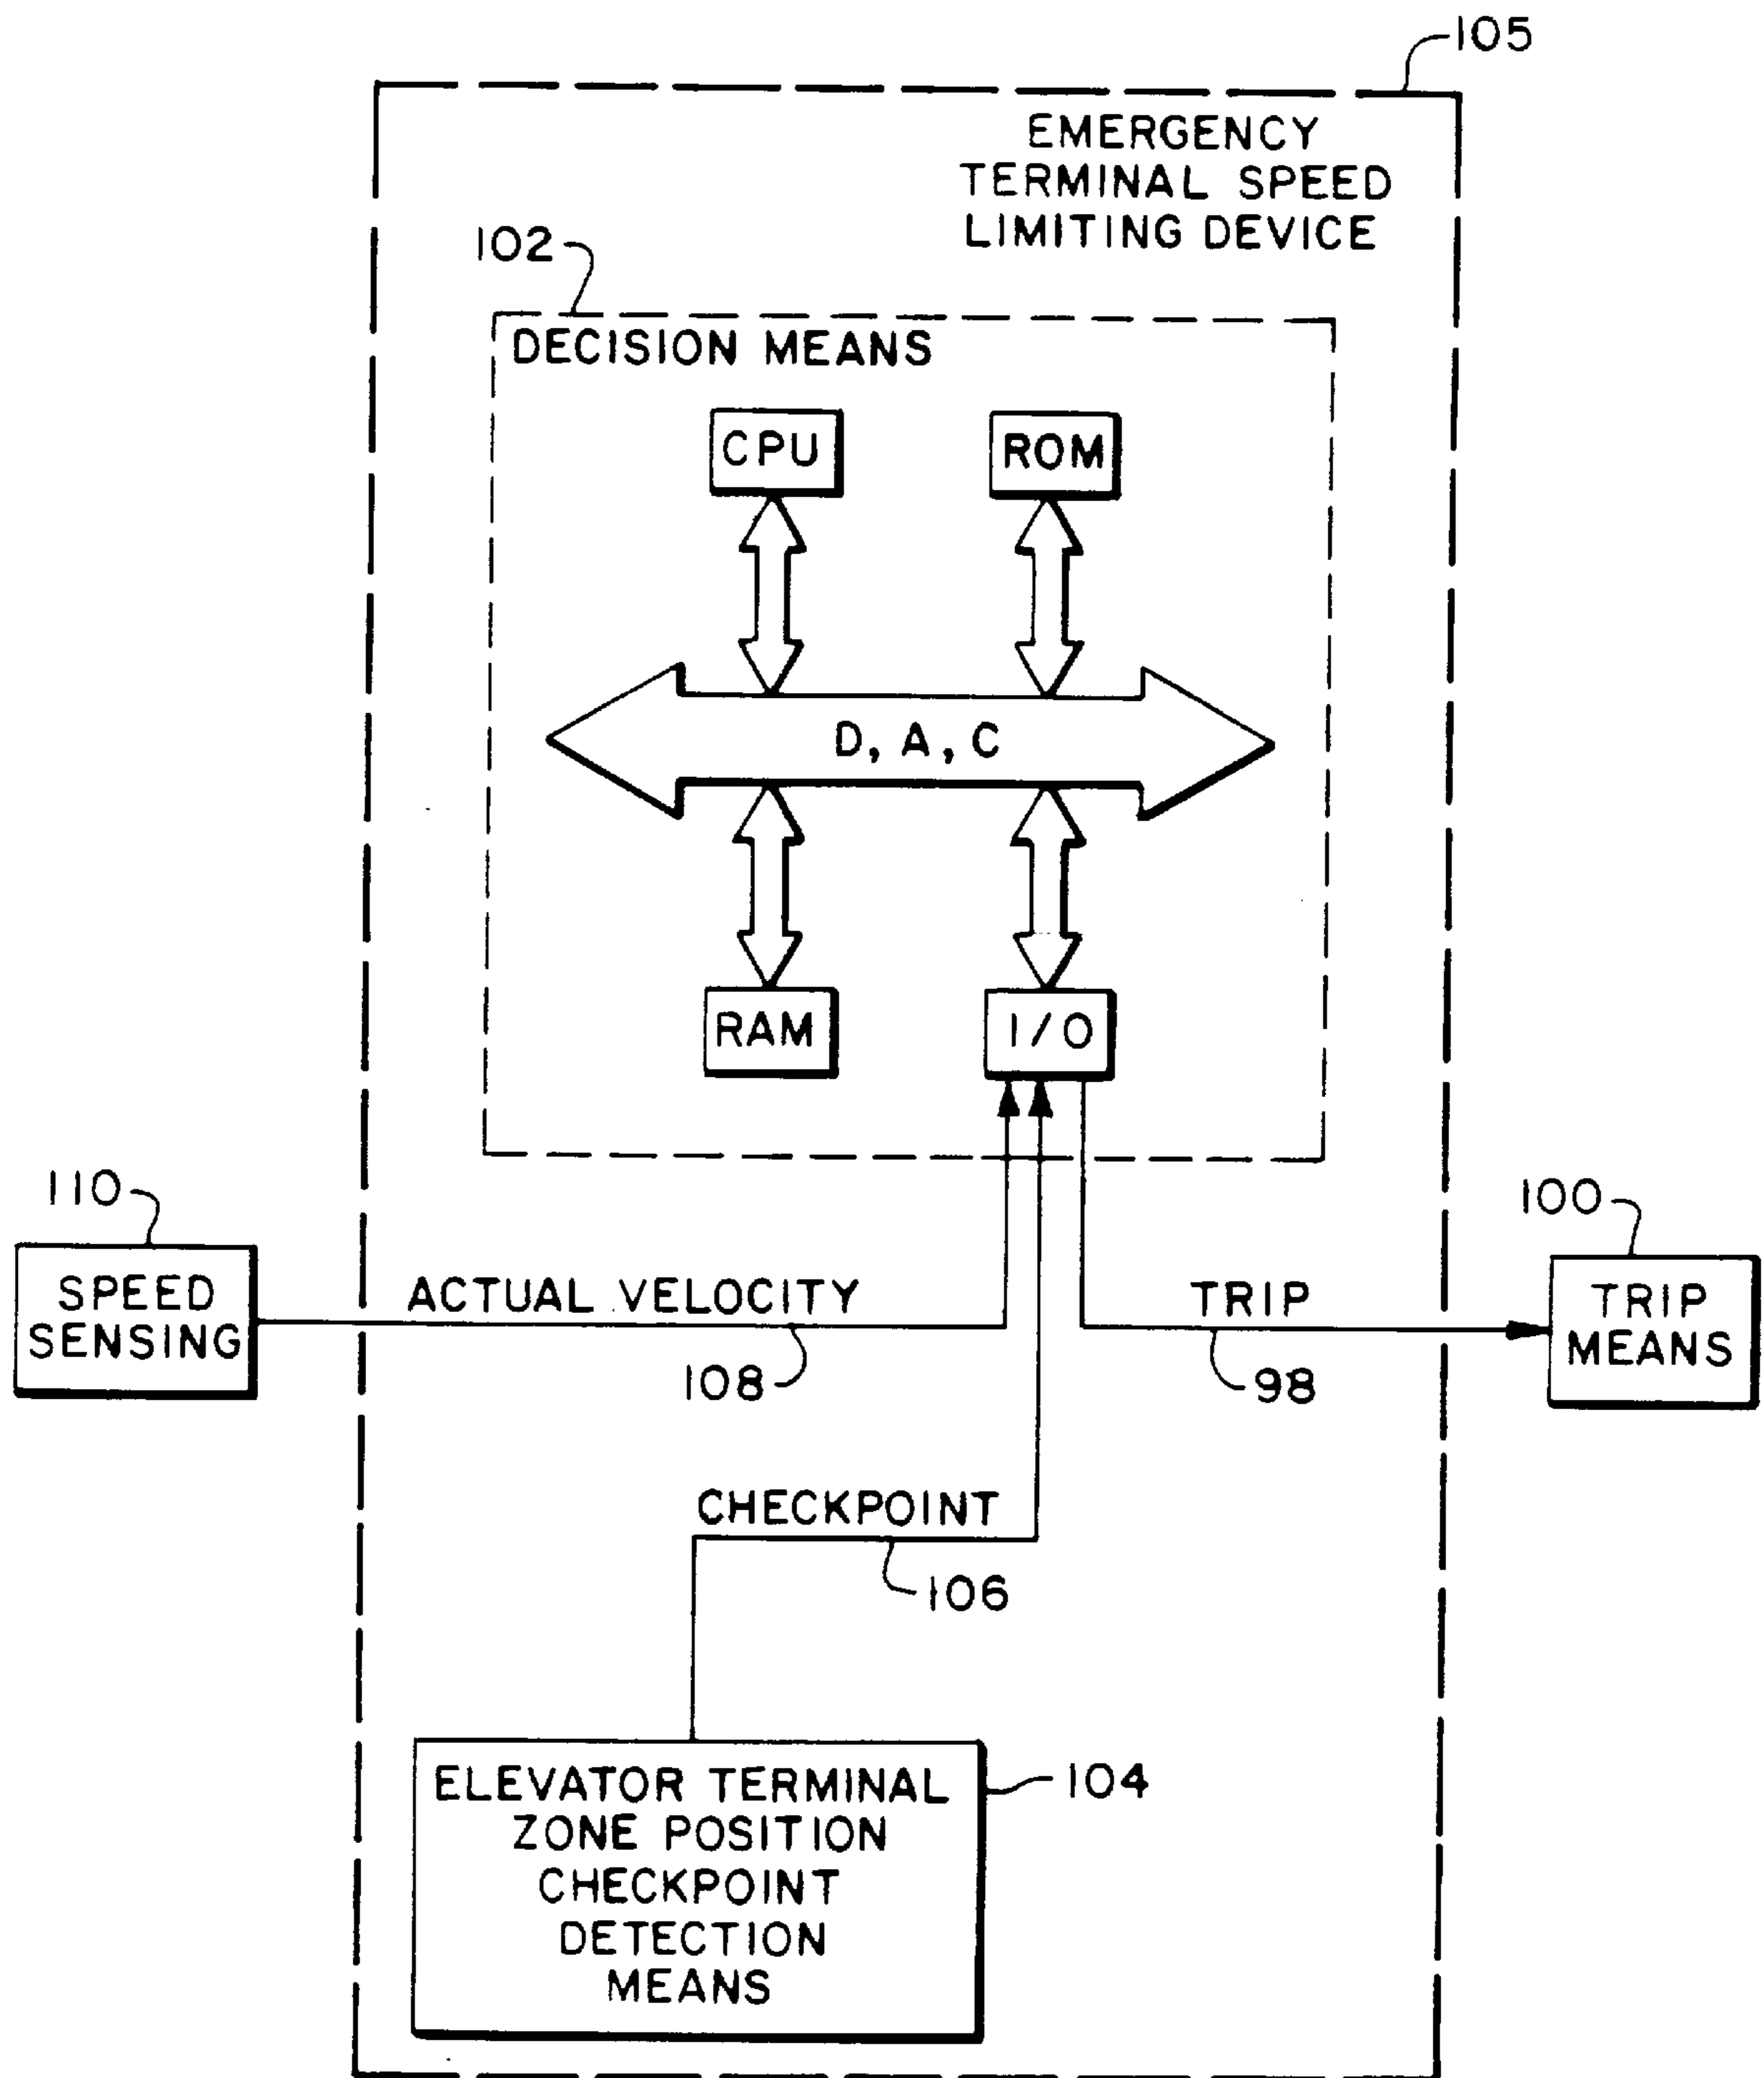 105
EMERGENCY
TERMINAL SPEED
LIMITING DEVICE
102
DECISION MEANS
CPU
ROM
D, A, C
RAM
I/O
110
SPEED
SENSING
ACTUAL VELOCITY
108
TRIP
98
100
TRIP
MEANS
CHECKPOINT
106
ELEVATOR TERMINAL
ZONE POSITION
CHECKPOINT
DETECTION
MEANS
104